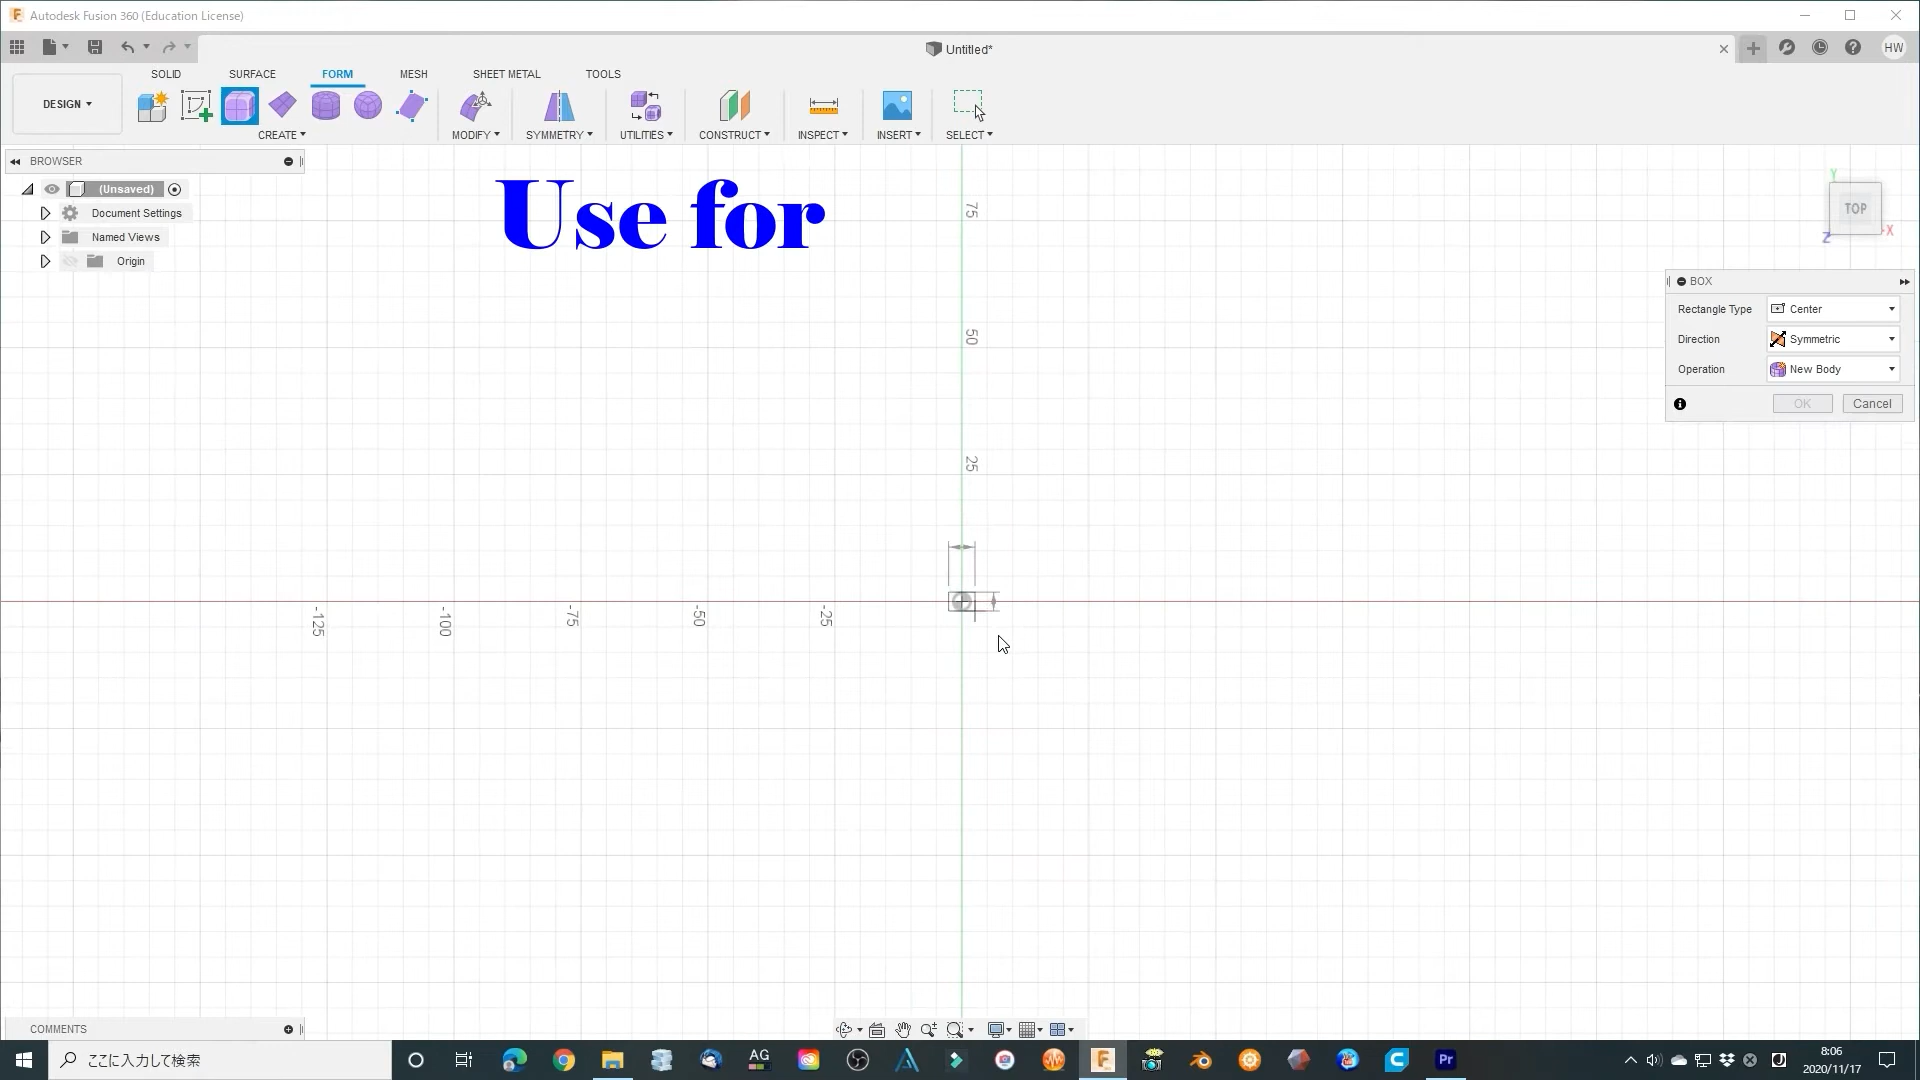 Autodesk Fusion 360 (Education License)
Untitled*
HW
SOLID SURFACE FORM MESH SHEET METAL TOOLS
DESIGN
CREATE MODIFY SYMMETRY UTILITIES CONSTRUCT INSPECT INSERT SELECT
BROWSER
(Unsaved)
Document Settings
Named Views
Origin
Use for
75
50
25
-125
-100
-75
-50
-25
Y
TOP
X
Z
BOX
Rectangle Type Center
Direction Symmetric
Operation New Body
OK Cancel
COMMENTS
ここに入力して検索
AG
F
Pr
8:06
2020/11/17